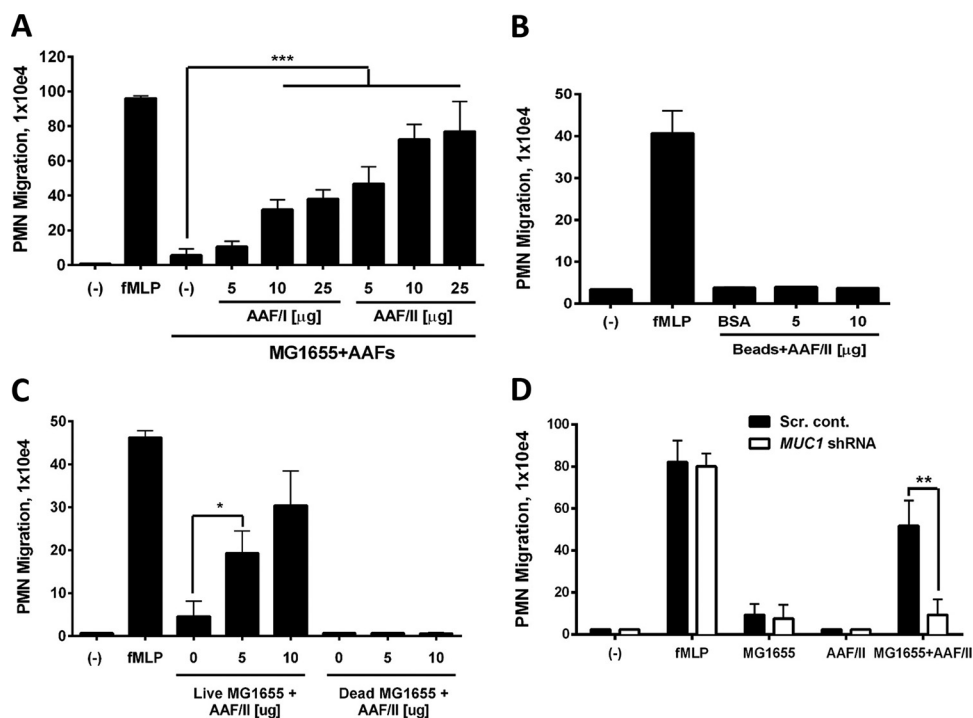 A
PMN Migration, 1x10e4
120
100
80
60
40
20
0
***
(-) fMLP (-) 5 10 25 5 10 25
AAF/I [μg] AAF/II [μg]
MG1655+AAFs
B
PMN Migration, 1x10e4
50
40
30
20
10
0
(-) fMLP BSA 5 10
Beads+AAF/II [μg]
C
PMN Migration, 1x10e4
50
40
30
20
10
0
*
(-) fMLP 0 5 10 0 5 10
Live MG1655 + Dead MG1655 +
AAF/II [ug] AAF/II [ug]
D
PMN Migration, 1x10e4
100
80
60
40
20
0
Scr. cont.
MUC1 shRNA
**
(-) fMLP MG1655 AAF/II MG1655+AAF/II